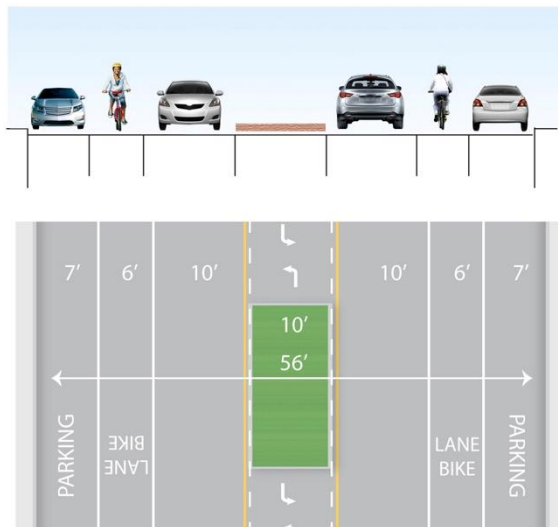 7' 6' 10' 10' 6' 7'
10'
56'
PARKING
BIKE
LANE
LANE
BIKE
PARKING